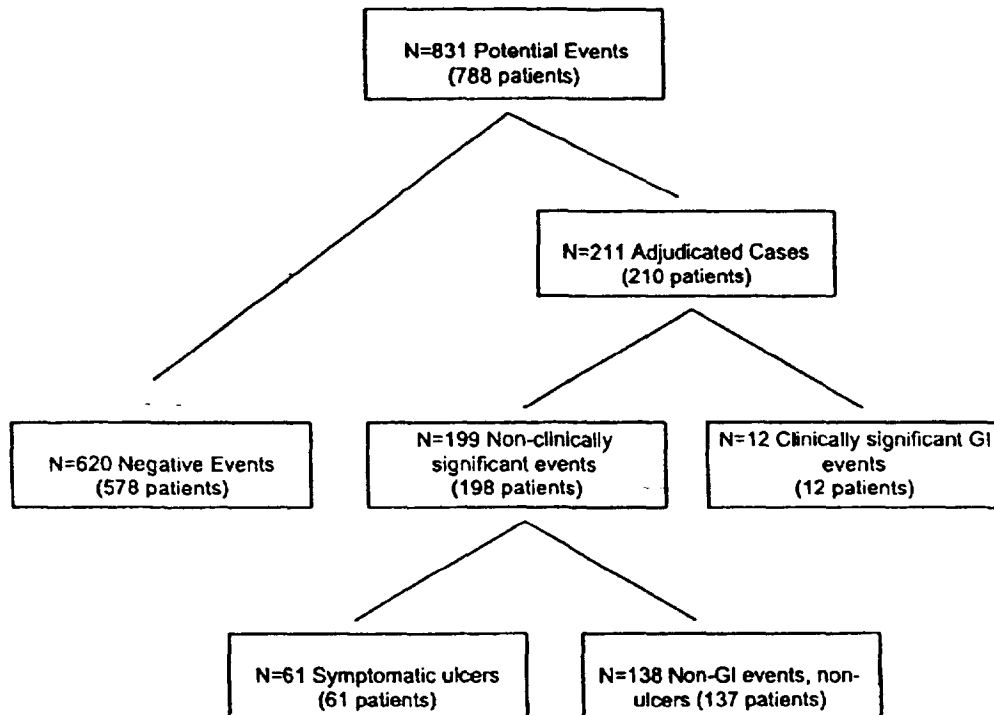 N=831 Potential Events
(788 patients)
N=211 Adjudicated Cases
(210 patients)
N=620 Negative Events
(578 patients)
N=199 Non-clinically
significant events
(198 patients)
N=12 Clinically significant GI
events
(12 patients)
N=61 Symptomatic ulcers
(61 patients)
N=138 Non-GI events, non-
ulcers (137 patients)